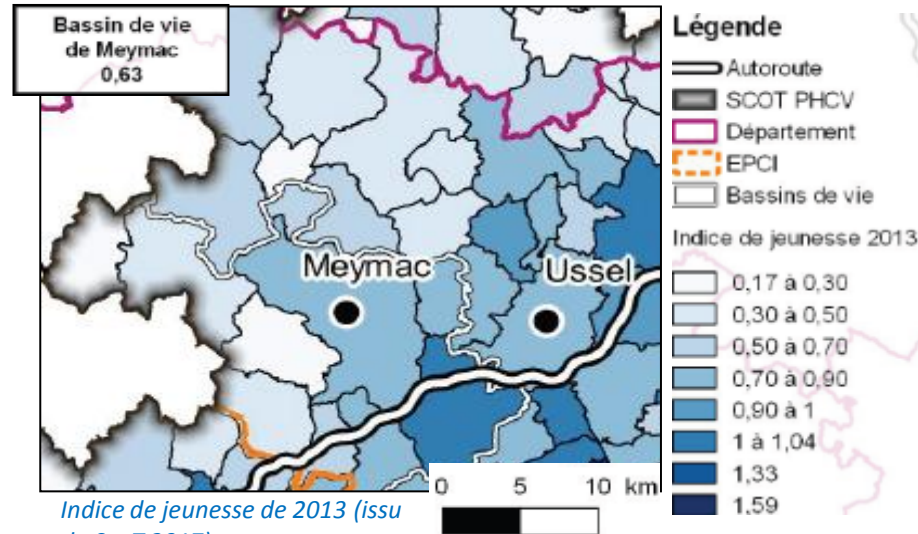 Bassin de vie
de Meymac
0,63
Meymac
Ussel
Légende
Autoroute
SCOT PHCV
Département
EPCI
Bassins de vie
Indice de jeunesse 2013
0,17 à 0,30
0,30 à 0,50
0,50 à 0,70
0,70 à 0,90
0,90 à 1
1 à 1,04
1,33
1,59
0 5 10 km
Indice de jeunesse de 2013 (issu